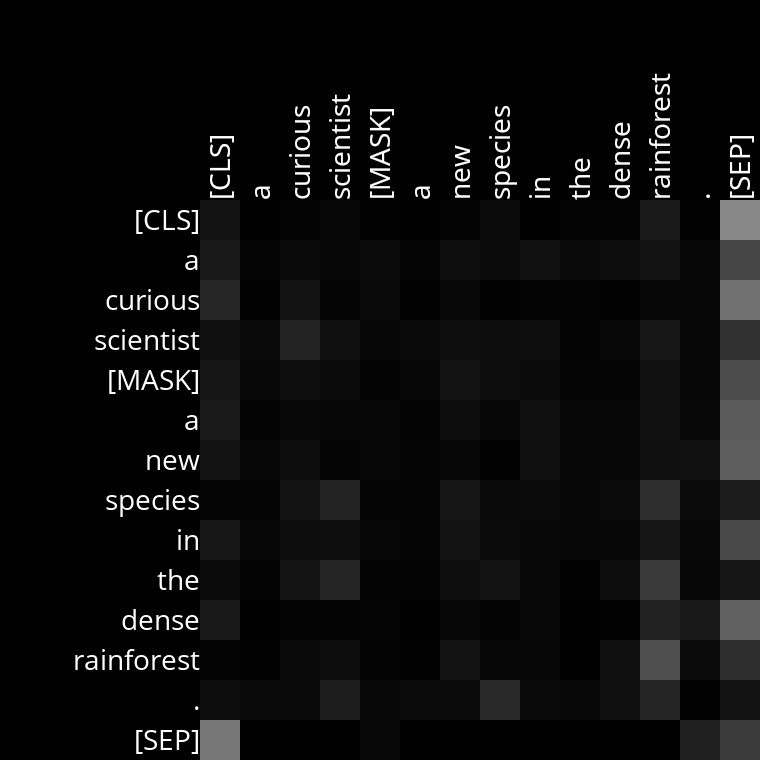 [CLS] a curious scientist [MASK] a new species in the dense rainforest . [SEP]
[CLS]
a
curious
scientist
[MASK]
a
new
species
in
the
dense
rainforest
.
[SEP]